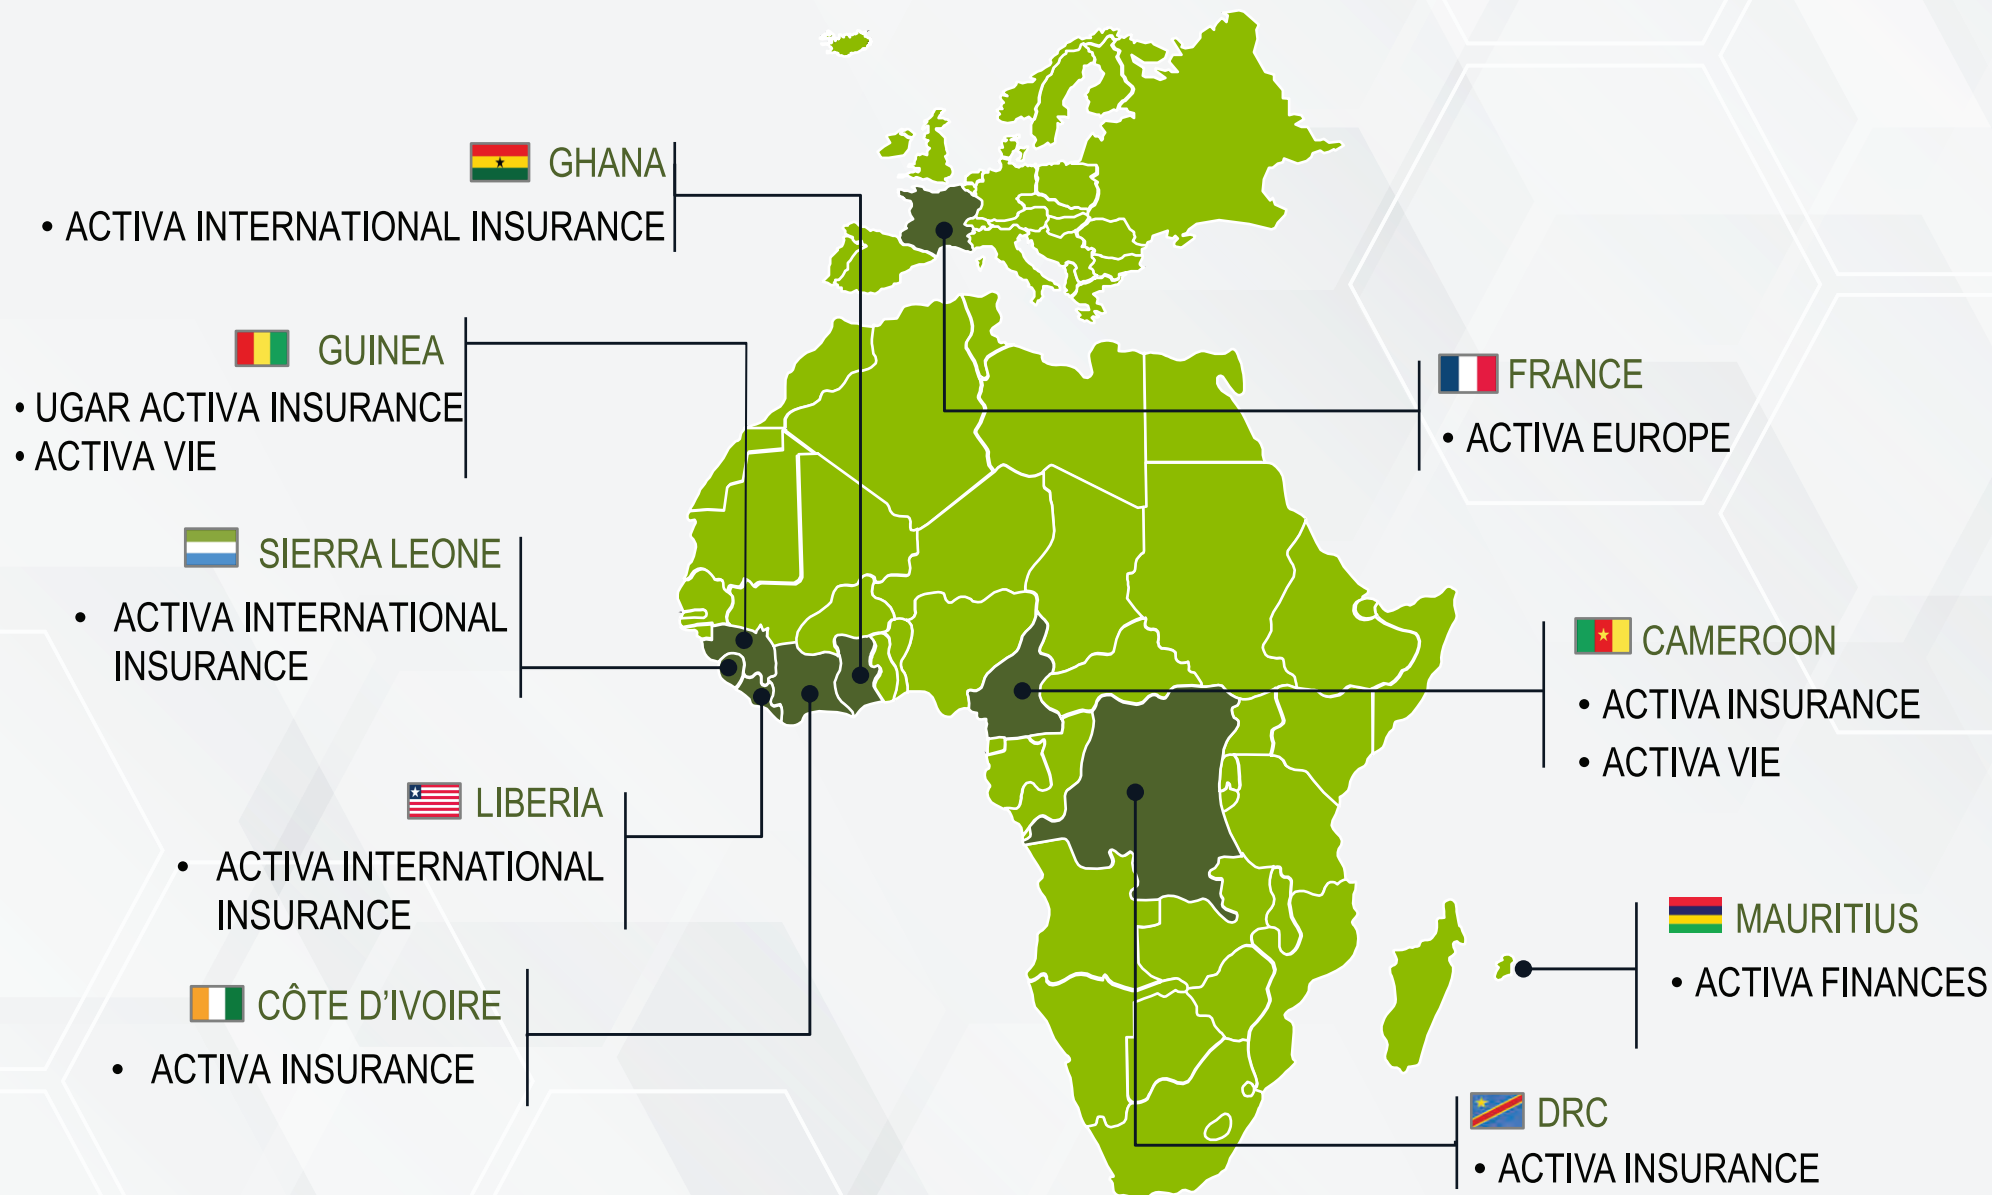 GHANA
• ACTIVA INTERNATIONAL INSURANCE
GUINEA
• UGAR ACTIVA INSURANCE
• ACTIVA VIE
SIERRA LEONE
• ACTIVA INTERNATIONAL
INSURANCE
LIBERIA
• ACTIVA INTERNATIONAL
INSURANCE
CÔTE D’IVOIRE
• ACTIVA INSURANCE
FRANCE
• ACTIVA EUROPE
CAMEROON
• ACTIVA INSURANCE
• ACTIVA VIE
MAURITIUS
• ACTIVA FINANCES
DRC
• ACTIVA INSURANCE